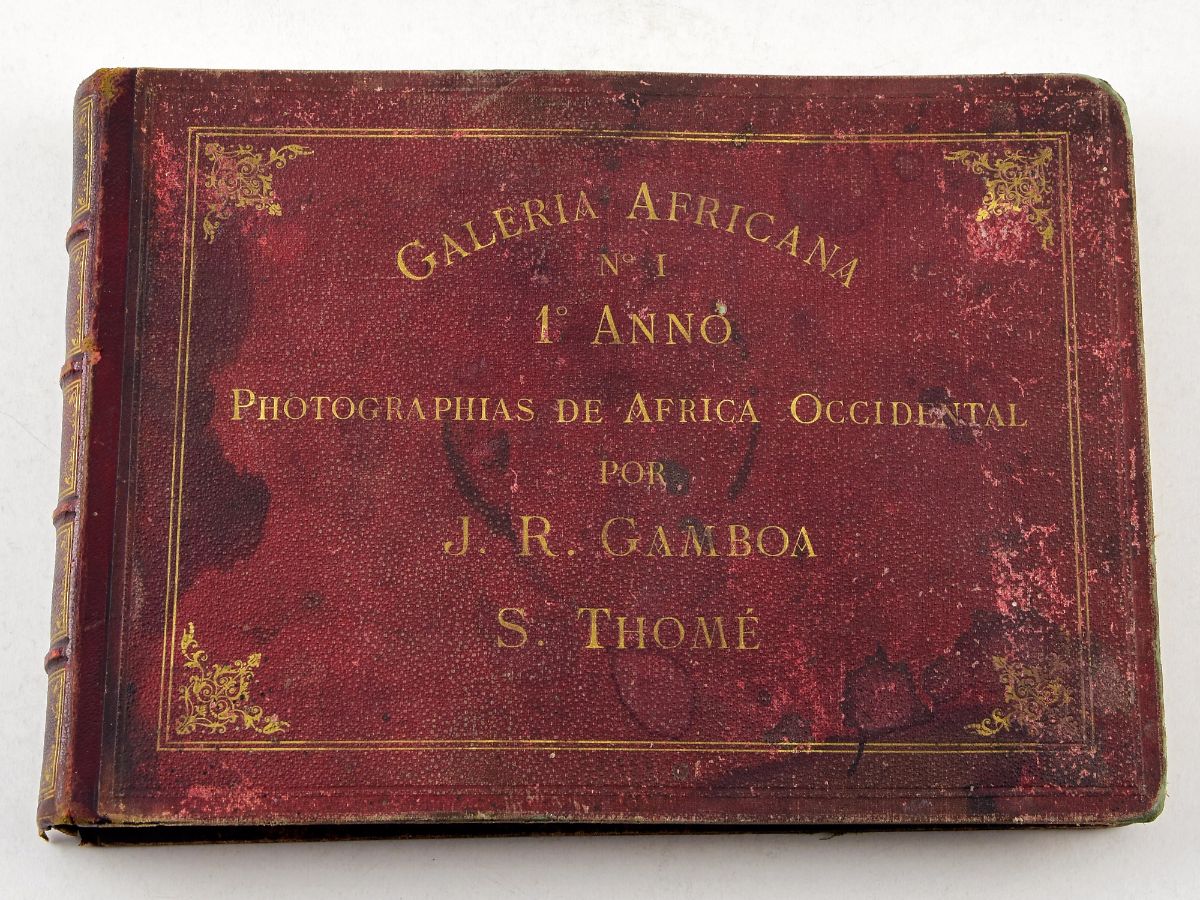 GALERIA AFRICANA
Nº I
1º ANNO
PHOTOGRAPHIAS DE AFRICA OCCIDENTAL
POR
J. R. GAMBOA
S. THOMÉ